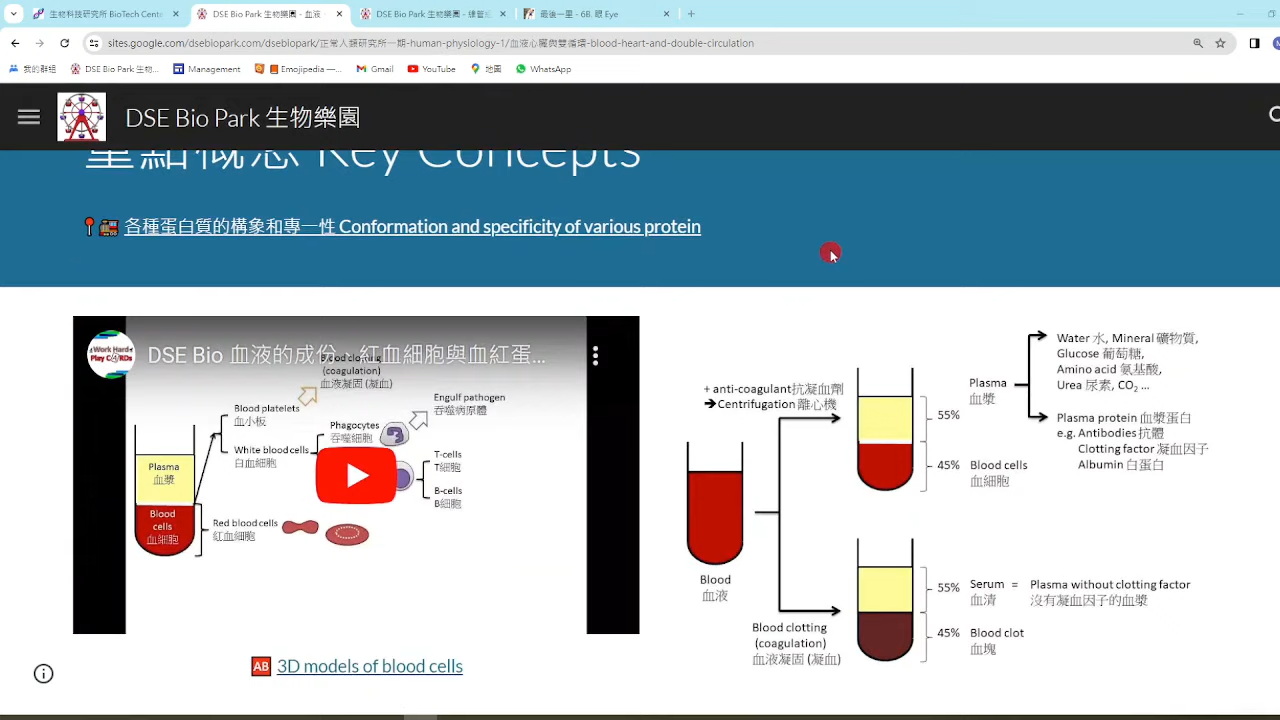 生物科技研究所 BioTech Cent
DSE Bio Park 生物樂園 - 血液
DSE Bio Park 生物樂園 -
最後一里 - 6B. 眼 Eye
sites.google.com/dsebiopark/dsebiopark/正常人類研究所一期-human-physiology-1/血液心臟與雙循環-blood-heart-and-double-circulation
我的群組
DSE Bio Park 生物...
Management
Emojipedia —...
Gmail
YouTube
地圖
WhatsApp
DSE Bio Park 生物樂園
重點概念 Key Concepts
各種蛋白質的構象和專一性 Conformation and specificity of various protein
Work Hard
Play C@RDs
DSE Bio 血液的成份、紅血細胞與血紅蛋...
Blood clotting
(coagulation)
血液凝固 (凝血)
Engulf pathogen
吞噬病原體
Blood platelets
血小板
Phagocytes
吞噬細胞
White blood cells
白血細胞
T-cells
T細胞
B-cells
B細胞
Plasma
血漿
Blood
cells
血細胞
Red blood cells
紅血細胞
3D models of blood cells
+ anti-coagulant抗凝血劑
➔Centrifugation 離心機
Blood
血液
Blood clotting
(coagulation)
血液凝固 (凝血)
55%
45%
Plasma
血漿
Blood cells
血細胞
Water 水, Mineral 礦物質,
Glucose 葡萄糖,
Amino acid 氨基酸,
Urea 尿素, CO₂ ...
Plasma protein 血漿蛋白
e.g. Antibodies 抗體
Clotting factor 凝血因子
Albumin 白蛋白
55%
45%
Serum = Plasma without clotting factor
血清 沒有凝血因子的血漿
Blood clot
血塊